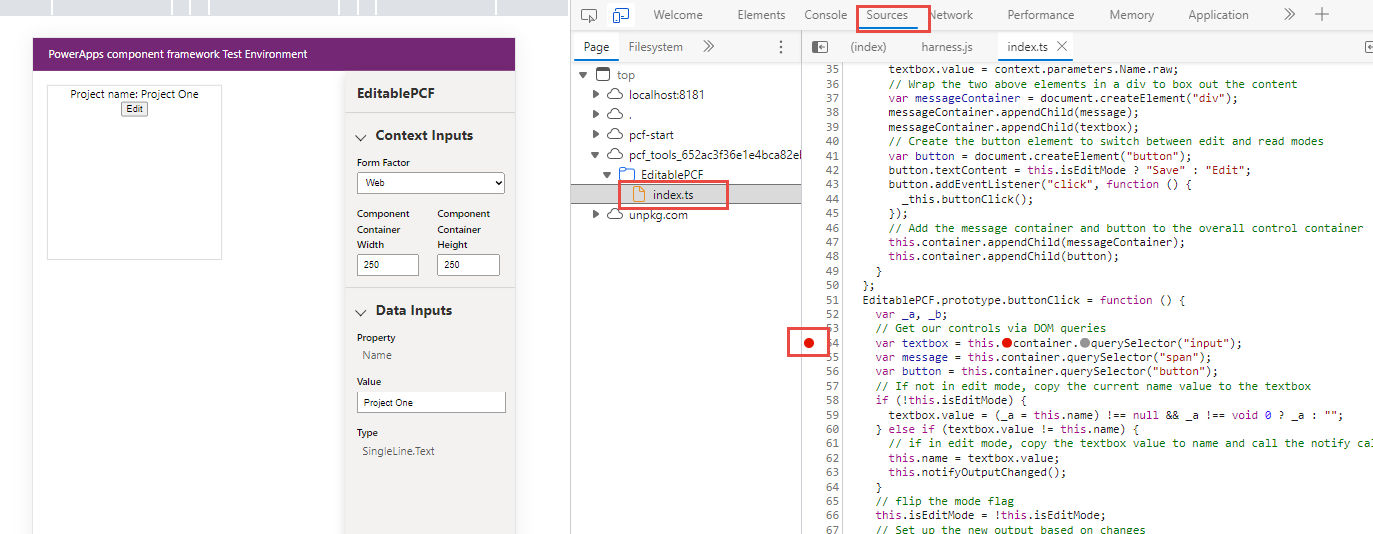 PowerApps component framework Test Environment
Project name: Project One
Edit
EditablePCF
Context Inputs
Form Factor
Web
Component Container Width
Component Container Height
250
250
Data Inputs
Property
Name
Value
Project One
Type
SingleLine.Text
Welcome Elements Console Sources Network Performance Memory Application
Page Filesystem
top
localhost:8181
.
pcf-start
pcf_tools_652ac3f36e1e4bca82e
EditablePCF
index.ts
unpkg.com
(index) harness.js index.ts
35 textbox.value = context.parameters.Name.raw;
36 // Wrap the two above elements in a div to box out the content
37 var messageContainer = document.createElement("div");
38 messageContainer.appendChild(message);
39 messageContainer.appendChild(textbox);
40 // Create the button element to switch between edit and read modes
41 var button = document.createElement("button");
42 button.textContent = this.isEditMode ? "Save" : "Edit";
43 button.addEventListener("click", function () {
44 _this.buttonClick();
45 });
46 // Add the message container and button to the overall control container
47 this.container.appendChild(messageContainer);
48 this.container.appendChild(button);
49 }
50 };
51 EditablePCF.prototype.buttonClick = function () {
52 var _a, _b;
53 // Get our controls via DOM queries
54 var textbox = this.container.querySelector("input");
55 var message = this.container.querySelector("span");
56 var button = this.container.querySelector("button");
57 // If not in edit mode, copy the current name value to the textbox
58 if (!this.isEditMode) {
59 textbox.value = (_a = this.name) !== null && _a !== void 0 ? _a : "";
60 } else if (textbox.value != this.name) {
61 // if in edit mode, copy the textbox value to name and call the notify cal
62 this.name = textbox.value;
63 this.notifyOutputChanged();
64 }
65 // flip the mode flag
66 this.isEditMode = !this.isEditMode;
67 // Set up the new output based on changes